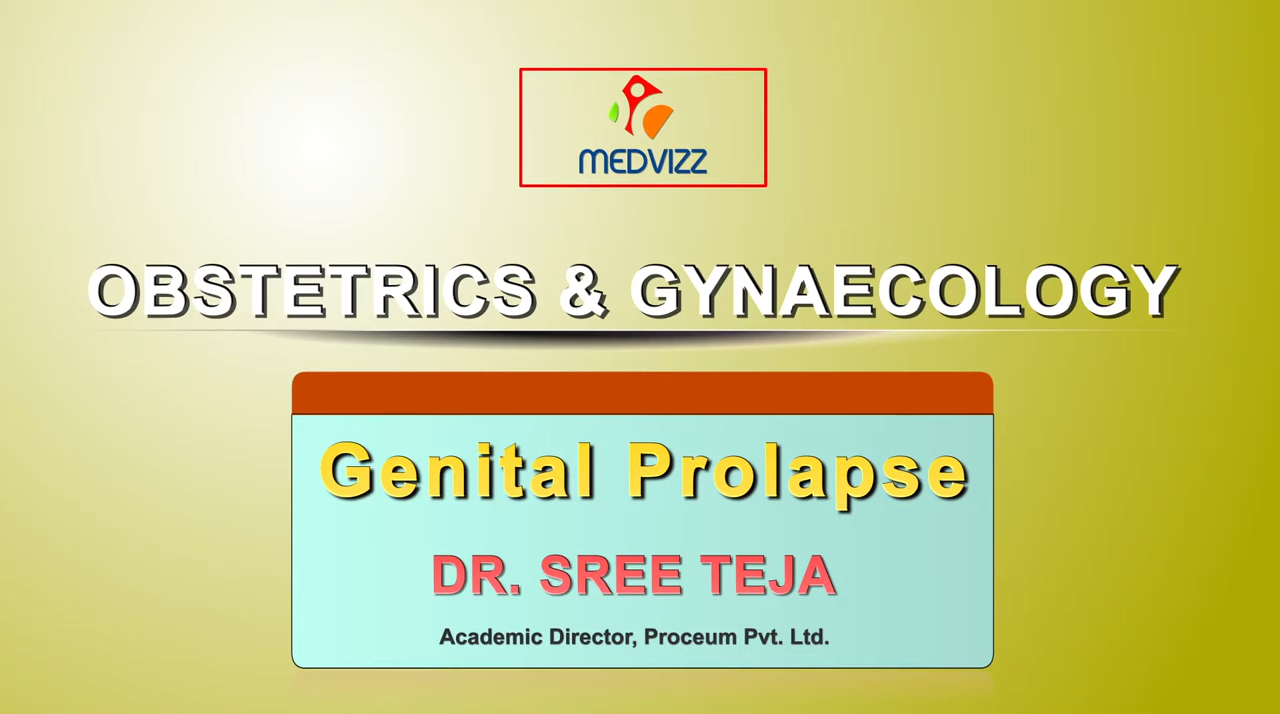 MEDVIZZ
OBSTETRICS & GYNAECOLOGY
Genital Prolapse
DR. SREE TEJA
Academic Director, Proceum Pvt. Ltd.